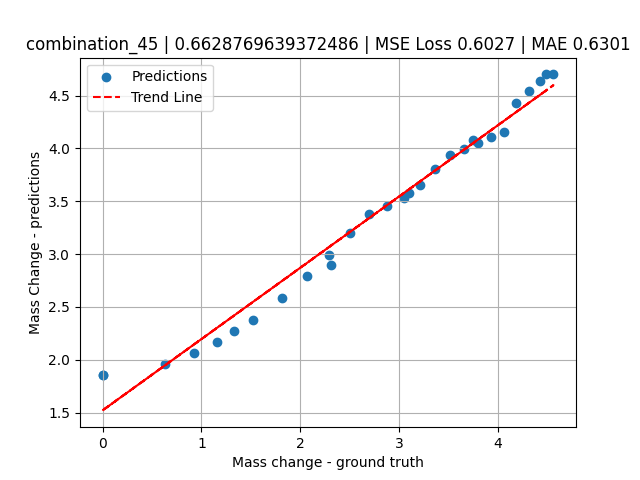 combination_45 | 0.6628769639372486 | MSE Loss 0.6027 | MAE 0.6301
Predictions
Trend Line
4.5
4.0
3.5
3.0
2.5
2.0
1.5
Mass Change - predictions
0 1 2 3 4
Mass change - ground truth